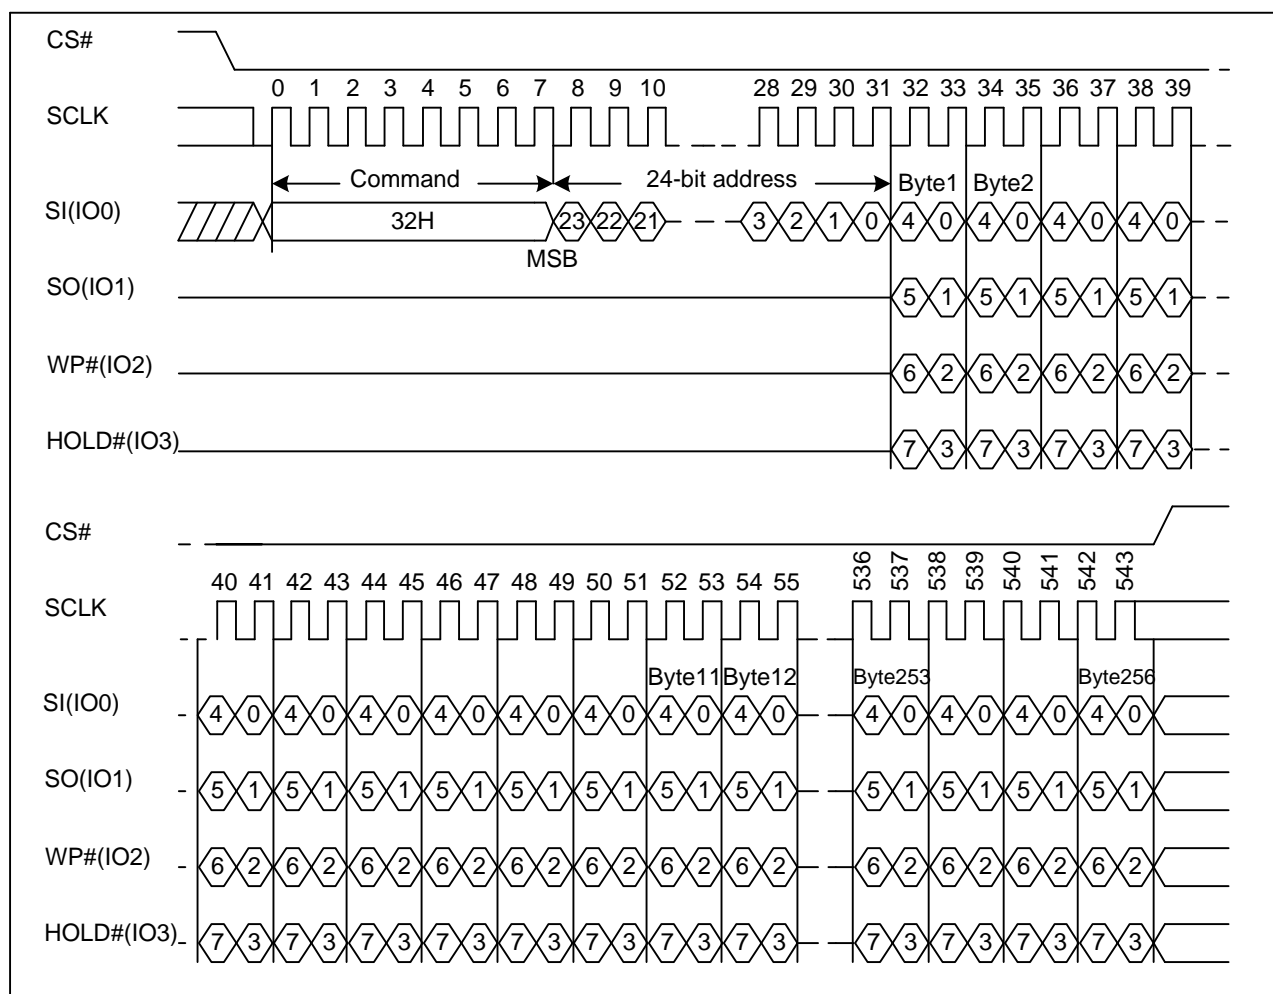 CS#
0 1 2 3 4 5 6 7 8 9 10 28 29 30 31 32 33 34 35 36 37 38 39
SCLK
Command 24-bit address Byte1 Byte2
SI(IO0) 32H 23 22 21 3 2 1 0 4 0 4 0 4 0 4 0
MSB
SO(IO1) 5 1 5 1 5 1 5 1
WP#(IO2) 6 2 6 2 6 2 6 2
HOLD#(IO3) 7 3 7 3 7 3 7 3
CS#
40 41 42 43 44 45 46 47 48 49 50 51 52 53 54 55 536 537 538 539 540 541 542 543
SCLK
Byte11 Byte12 Byte253 Byte256
SI(IO0) 4 0 4 0 4 0 4 0 4 0 4 0 4 0 4 0 4 0 4 0 4 0 4 0
SO(IO1) 5 1 5 1 5 1 5 1 5 1 5 1 5 1 5 1 5 1 5 1 5 1 5 1
WP#(IO2) 6 2 6 2 6 2 6 2 6 2 6 2 6 2 6 2 6 2 6 2 6 2 6 2
HOLD#(IO3) 7 3 7 3 7 3 7 3 7 3 7 3 7 3 7 3 7 3 7 3 7 3 7 3